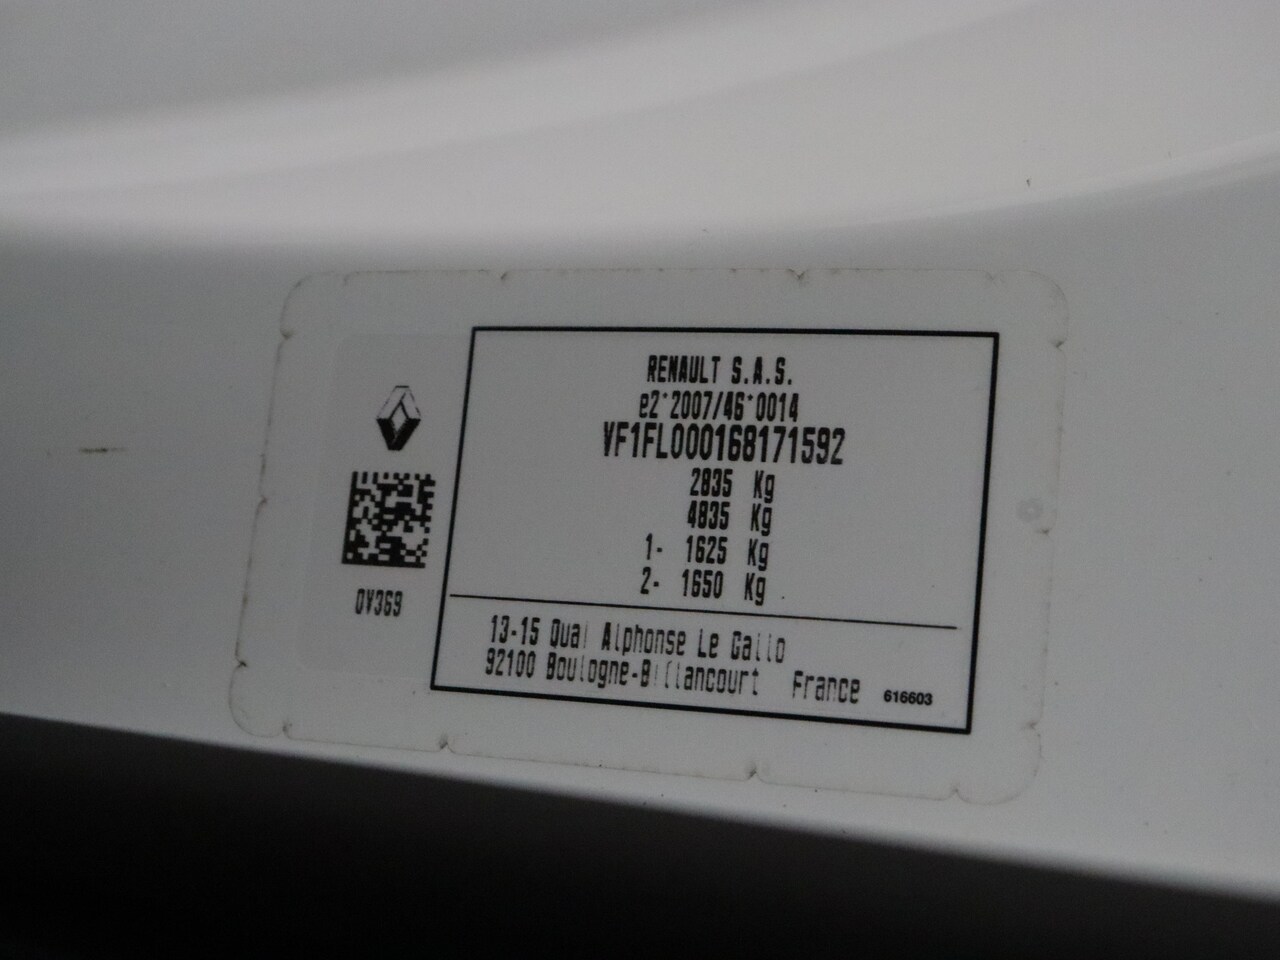 RENAULT S.A.S.
e2*2007/46*0014
VF1FL000168171592
2835 Kg
4835 Kg
1- 1625 Kg
2- 1650 Kg
0V369
13-15 Quai Alphonse Le Gallo
92100 Boulogne-Billancourt France 616603